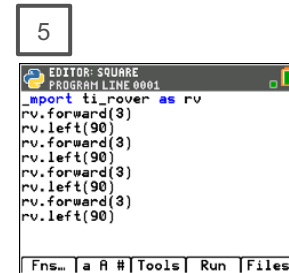 5
EDITOR: SQUARE
PROGRAM LINE 0001
_mport ti_rover as rv
rv.forward(3)
rv.left(90)
rv.forward(3)
rv.left(90)
rv.forward(3)
rv.left(90)
rv.forward(3)
rv.left(90)
Fns… a A # Tools Run Files